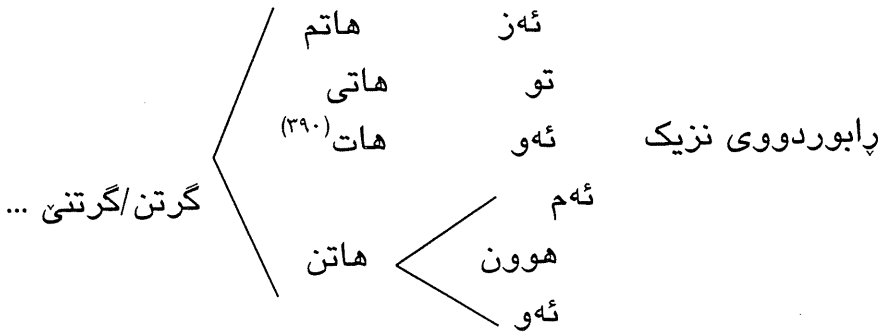 ئەز هاتم
تو هاتی
ڕابوردووی نزیک ئەو هات(٣٩٠)
ئەم گرتن/گرتنێ ...
هوون هاتن
ئەو